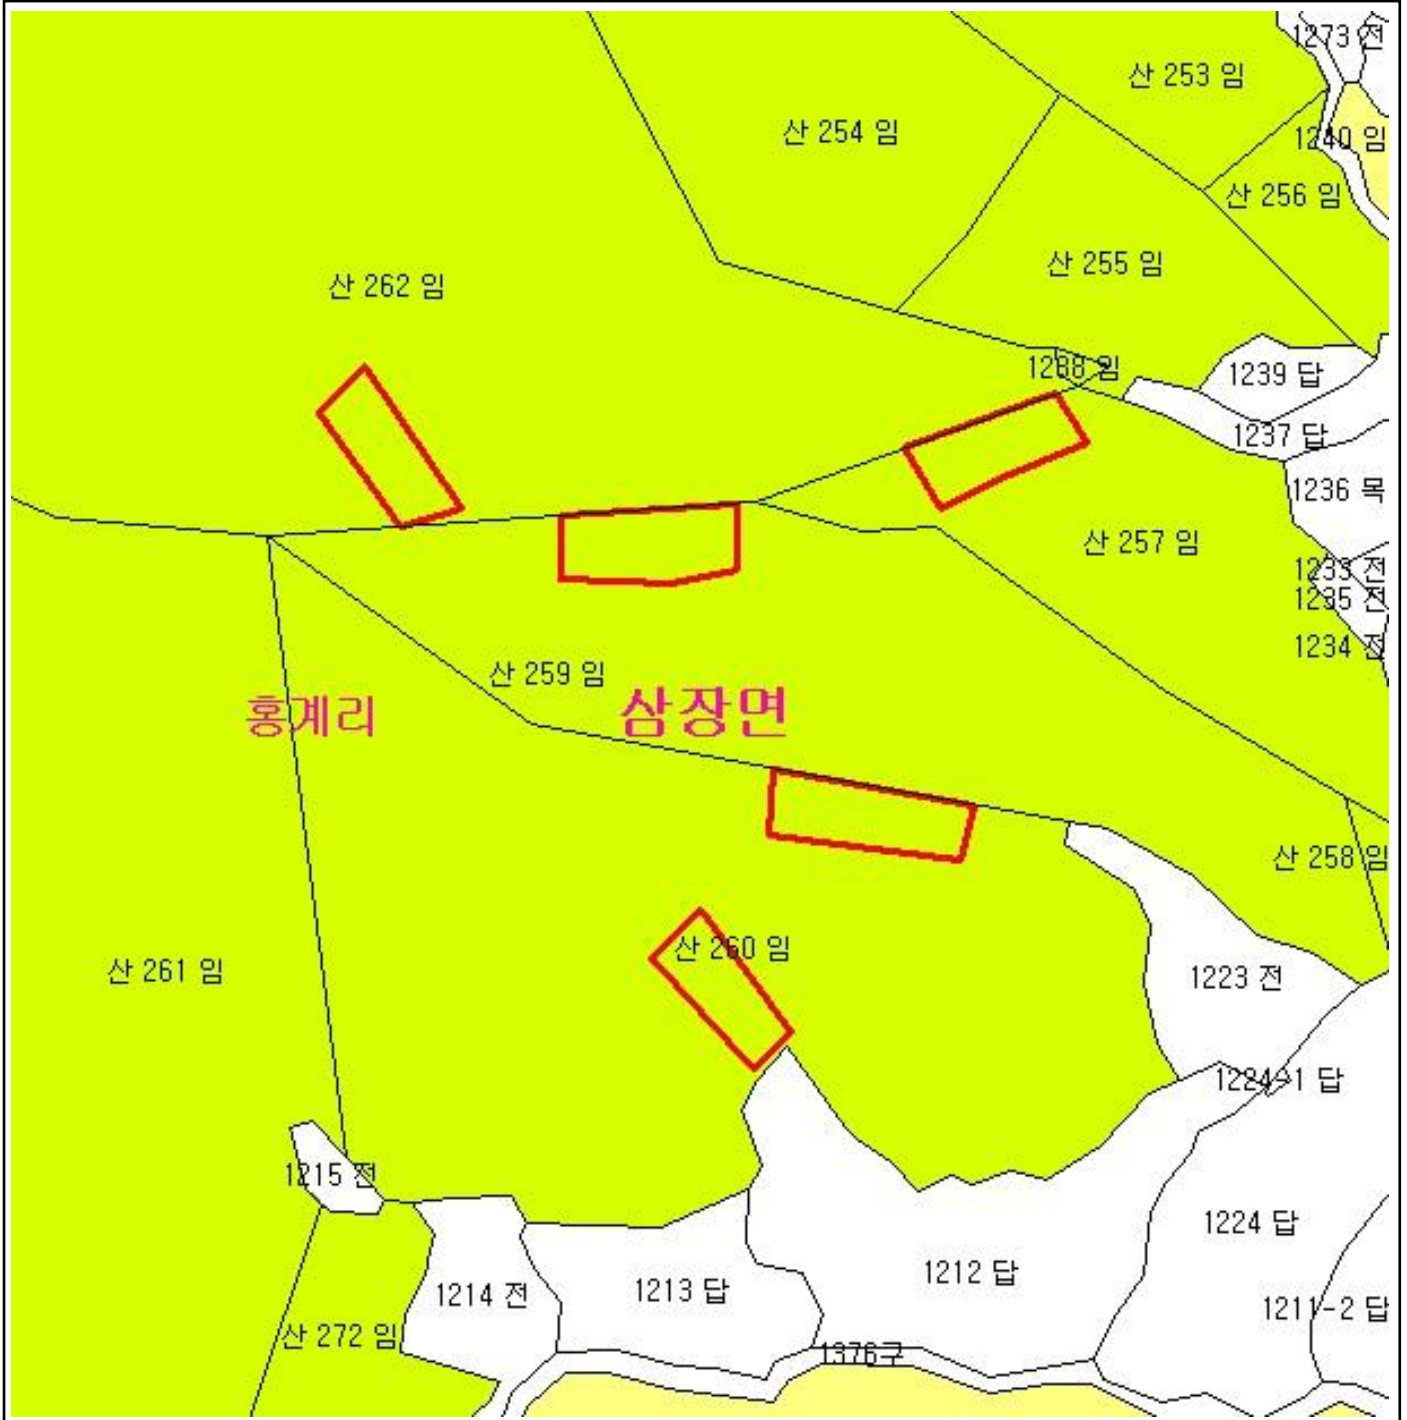 1273 전
산 253 임
산 254 임
1240 임
산 256 임
산 255 임
산 262 임
1238 임
1239 답
1237 답
1236 목
산 257 임
1233 전
1235 전
1234 전
산 259 임
홍계리
삼장면
산 258 임
산 260 임
산 261 임
1223 전
1224-1 답
1215 전
1224 답
1212 답
1213 답
1214 전
1211-2 답
산 272 임
1376구